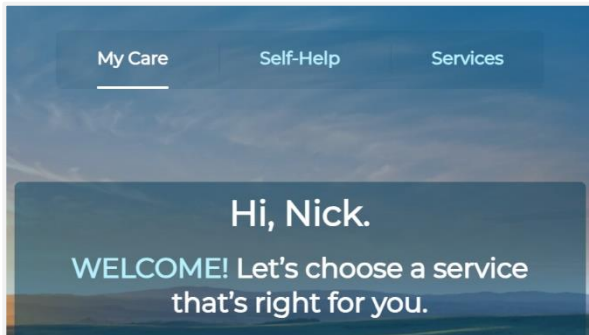 My Care Self-Help Services
Hi, Nick.
WELCOME! Let's choose a service
that's right for you.